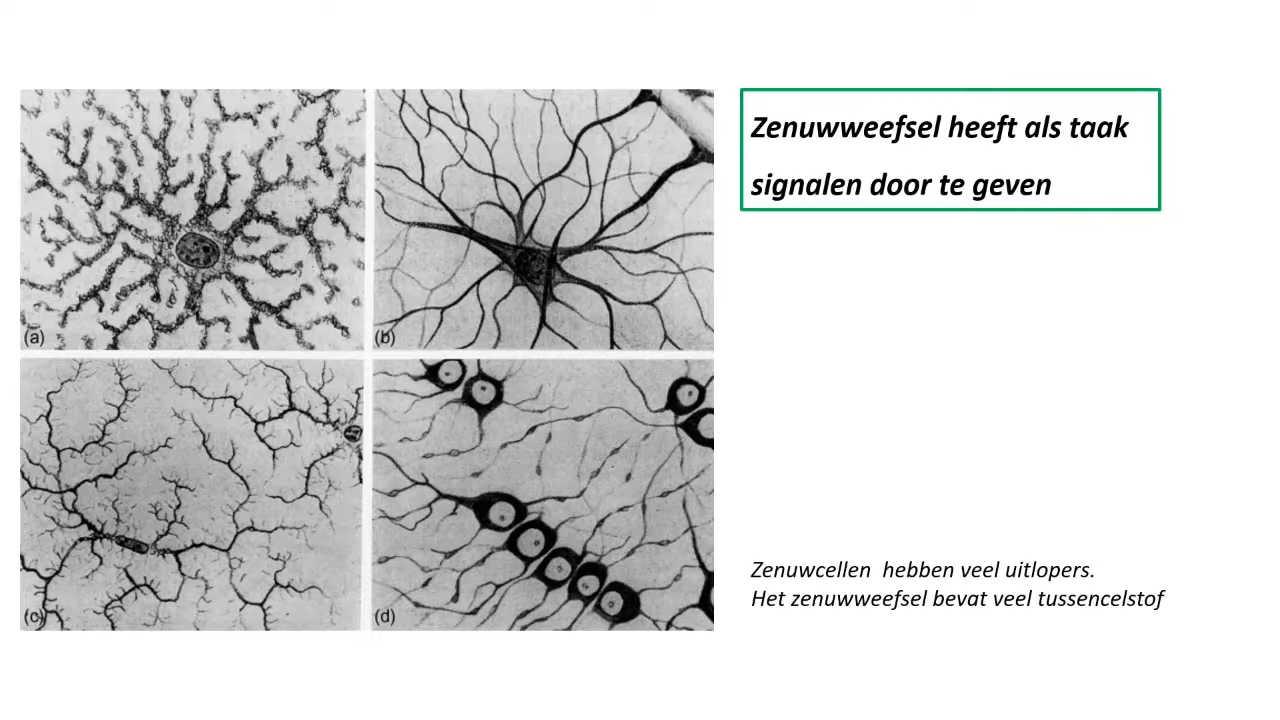 Zenuwweefsel heeft als taak
signalen door te geven
(a)
(b)
(c)
(d)
Zenuwcellen hebben veel uitlopers.
Het zenuwweefsel bevat veel tussencelstof